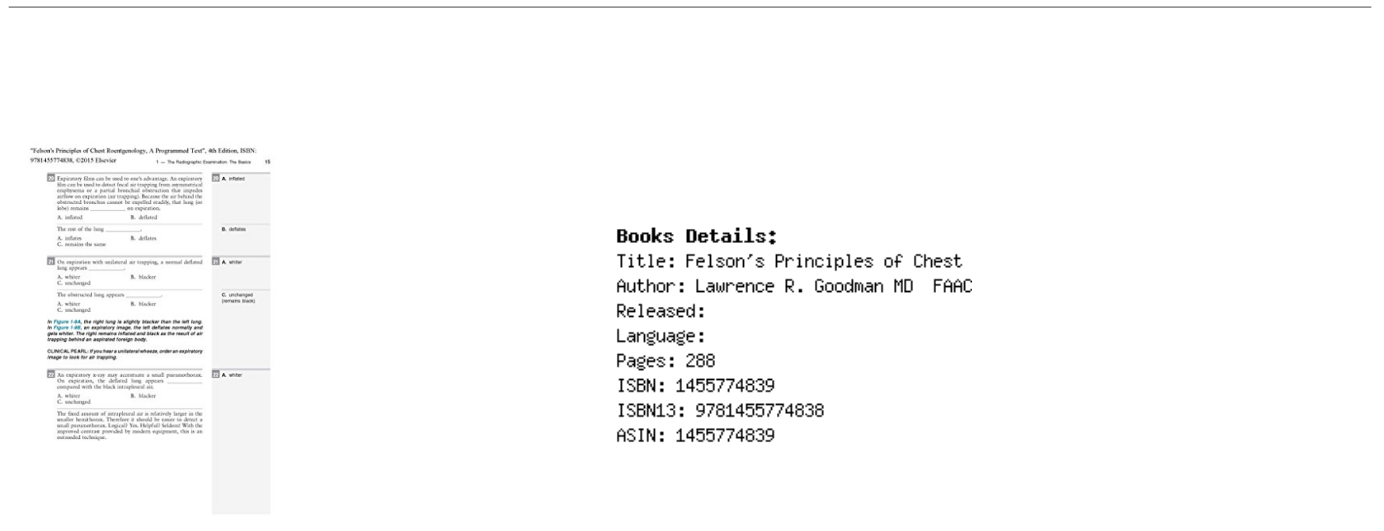 "Felson's Principles of Chest Roentgenology, A Programmed Text", 4th Edition, ISBN:
9781455774838, ©2015 Elsevier
1 — The Radiographic Examination: The Basics 15
20 Expiratory films can be used to one's advantage. An expiratory
film can be used to detect focal air trapping from asymmetrical
emphysema or a partial bronchial obstruction that impedes
airflow on expiration (air trapping). Because the air behind the
obstructed bronchus cannot be expelled readily, that lung (or
lobe) remains __________ on expiration.
A. inflated B. deflated
20 A. inflated
The rest of the lung __________.
A. inflates B. deflates
C. remains the same
B. deflates
21 On expiration with unilateral air trapping, a normal deflated
lung appears __________.
A. whiter B. blacker
C. unchanged
21 A. whiter
The obstructed lung appears __________.
A. whiter B. blacker
C. unchanged
C. unchanged
(remains black)
In Figure 1-8A, the right lung is slightly blacker than the left lung.
In Figure 1-8B, an expiratory image, the left deflates normally and
gets whiter. The right remains inflated and black as the result of air
trapping behind an aspirated foreign body.
CLINICAL PEARL: If you hear a unilateral wheeze, order an expiratory
image to look for air trapping.
22 An expiratory x-ray may accentuate a small pneumothorax.
On expiration, the deflated lung appears __________
compared with the black intrapleural air.
A. whiter B. blacker
C. unchanged
22 A. whiter
The fixed amount of intrapleural air is relatively larger in the
smaller hemithorax. Therefore it should be easier to detect a
small pneumothorax. Logical? Yes. Helpful? Seldom! With the
improved contrast provided by modern equipment, this is an
outmoded technique.
Books Details:
Title: Felson's Principles of Chest
Author: Lawrence R. Goodman MD FAAC
Released:
Language:
Pages: 288
ISBN: 1455774839
ISBN13: 9781455774838
ASIN: 1455774839